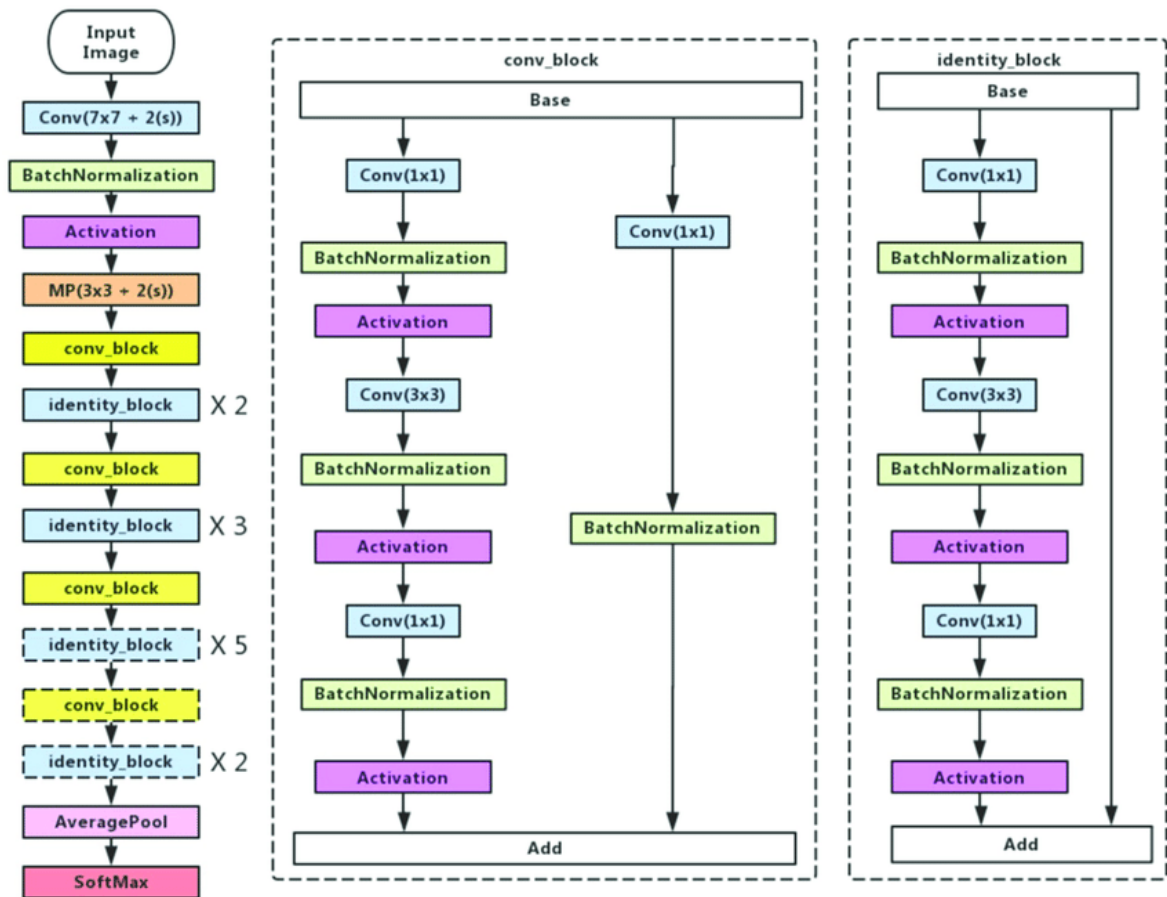 Input
Image
Conv(7x7 + 2(s))
BatchNormalization
Activation
MP(3x3 + 2(s))
conv_block
identity_block X 2
conv_block
identity_block X 3
conv_block
identity_block X 5
conv_block
identity_block X 2
AveragePool
SoftMax
conv_block
Base
Conv(1x1)
BatchNormalization
Activation
Conv(3x3)
BatchNormalization
Activation
Conv(1x1)
BatchNormalization
Activation
Conv(1x1)
BatchNormalization
Add
identity_block
Base
Conv(1x1)
BatchNormalization
Activation
Conv(3x3)
BatchNormalization
Activation
Conv(1x1)
BatchNormalization
Activation
Add